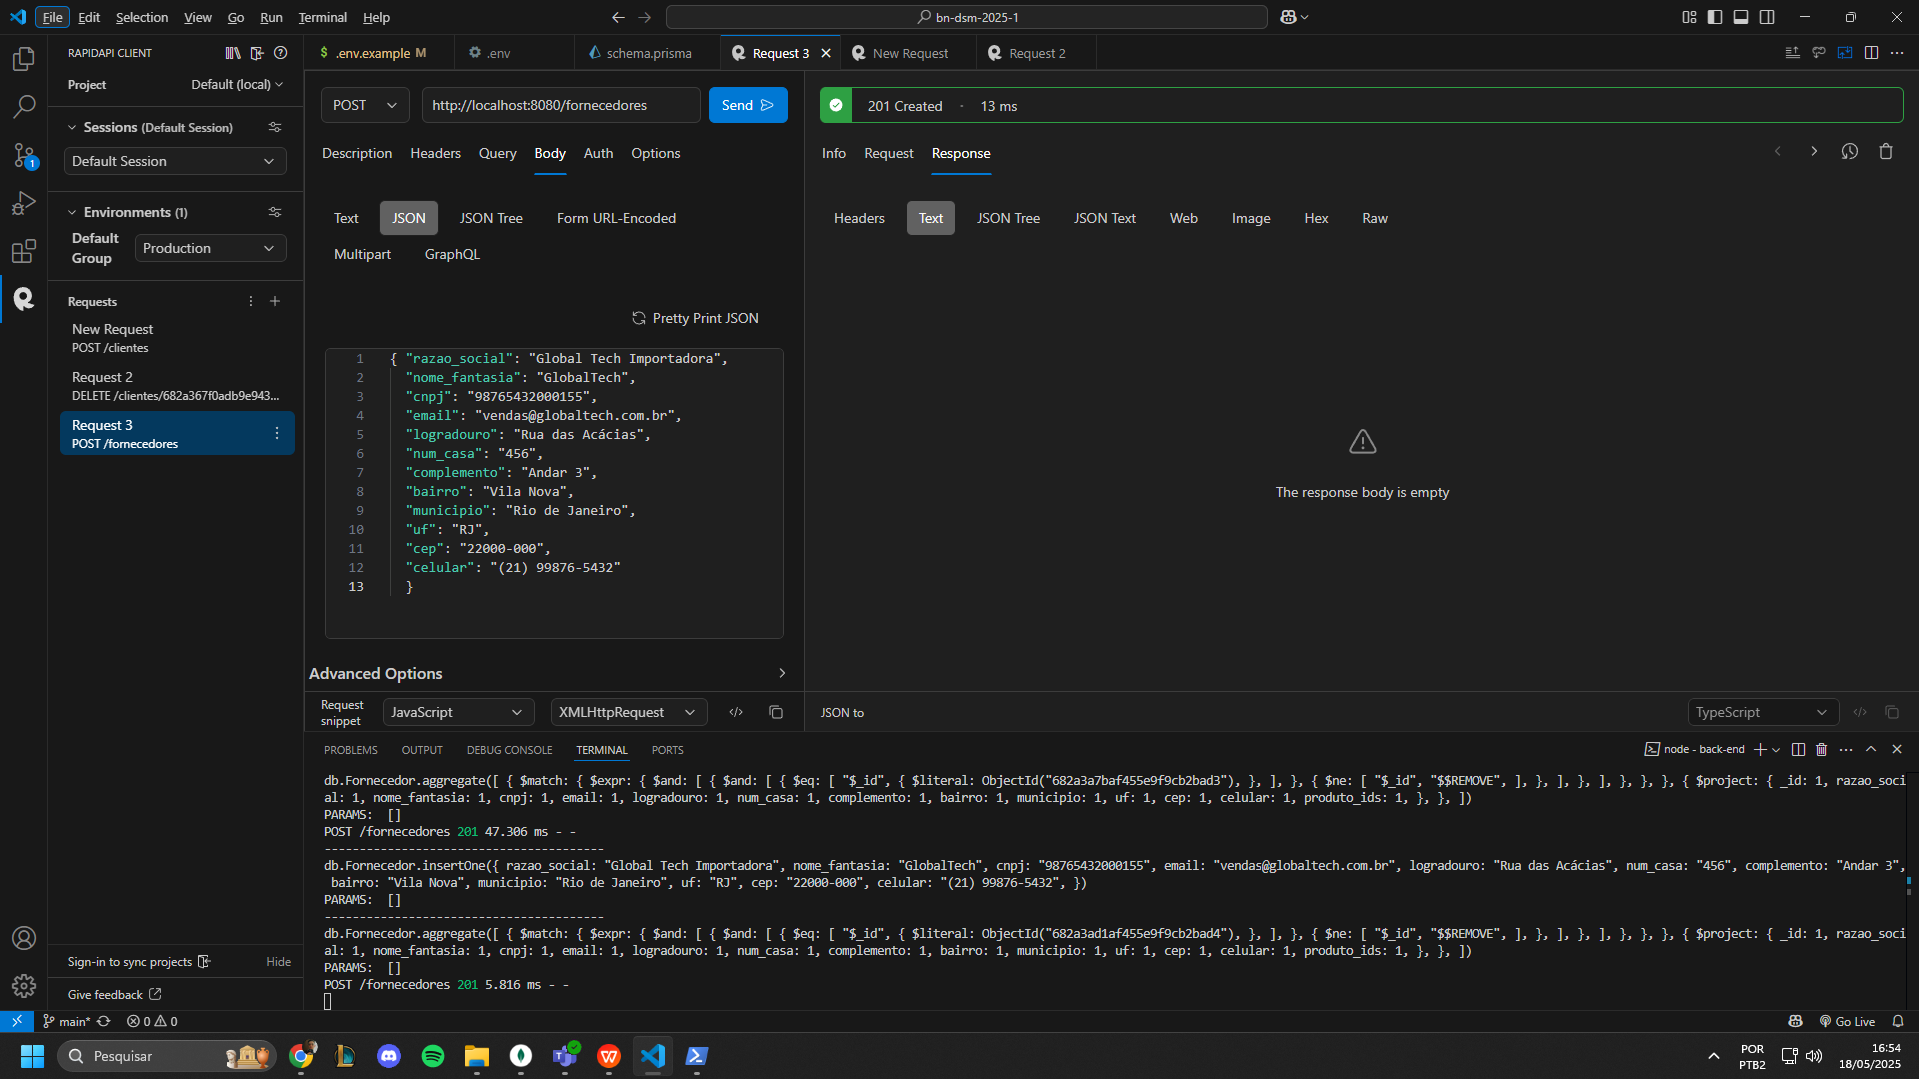 File Edit Selection View Go Run Terminal Help
bn-dsm-2025-1
RAPIDAPI CLIENT
Project Default (local)
Sessions (Default Session)
Default Session
Environments (1)
Default Group Production
Requests
New Request
POST /clientes
Request 2
DELETE /clientes/682a367f0adb9e943...
Request 3
POST /fornecedores
Sign-in to sync projects Hide
Give feedback
$ .env.example M
.env
schema.prisma
Request 3
New Request
Request 2
POST http://localhost:8080/fornecedores Send
Description Headers Query Body Auth Options
Text JSON JSON Tree Form URL-Encoded
Multipart GraphQL
Pretty Print JSON
1 { "razao_social": "Global Tech Importadora",
2 "nome_fantasia": "GlobalTech",
3 "cnpj": "98765432000155",
4 "email": "vendas@globaltech.com.br",
5 "logradouro": "Rua das Acácias",
6 "num_casa": "456",
7 "complemento": "Andar 3",
8 "bairro": "Vila Nova",
9 "municipio": "Rio de Janeiro",
10 "uf": "RJ",
11 "cep": "22000-000",
12 "celular": "(21) 99876-5432"
13 }
Advanced Options
Request snippet JavaScript XMLHttpRequest
201 Created - 13 ms
Info Request Response
Headers Text JSON Tree JSON Text Web Image Hex Raw
The response body is empty
JSON to TypeScript
PROBLEMS OUTPUT DEBUG CONSOLE TERMINAL PORTS
node - back-end
db.Fornecedor.aggregate([ { $match: { $expr: { $and: [ { $and: [ { $eq: [ "$_id", { $literal: ObjectId("682a3a7baf455e9f9cb2bad3"), }, ], }, { $ne: [ "$_id", "$$REMOVE", ], }, ], }, ], }, }, }, { $project: { _id: 1, razao_soci
al: 1, nome_fantasia: 1, cnpj: 1, email: 1, logradouro: 1, num_casa: 1, complemento: 1, bairro: 1, municipio: 1, uf: 1, cep: 1, celular: 1, produto_ids: 1, }, }, ])
PARAMS: []
POST /fornecedores 201 47.306 ms - -
----------------------------------------
db.Fornecedor.insertOne({ razao_social: "Global Tech Importadora", nome_fantasia: "GlobalTech", cnpj: "98765432000155", email: "vendas@globaltech.com.br", logradouro: "Rua das Acácias", num_casa: "456", complemento: "Andar 3",
bairro: "Vila Nova", municipio: "Rio de Janeiro", uf: "RJ", cep: "22000-000", celular: "(21) 99876-5432", })
PARAMS: []
----------------------------------------
db.Fornecedor.aggregate([ { $match: { $expr: { $and: [ { $and: [ { $eq: [ "$_id", { $literal: ObjectId("682a3ad1af455e9f9cb2bad4"), }, ], }, { $ne: [ "$_id", "$$REMOVE", ], }, ], }, ], }, }, }, { $project: { _id: 1, razao_soci
al: 1, nome_fantasia: 1, cnpj: 1, email: 1, logradouro: 1, num_casa: 1, complemento: 1, bairro: 1, municipio: 1, uf: 1, cep: 1, celular: 1, produto_ids: 1, }, }, ])
PARAMS: []
POST /fornecedores 201 5.816 ms - -
main* 0 0
Go Live
Pesquisar
POR
PTB2
16:54
18/05/2025